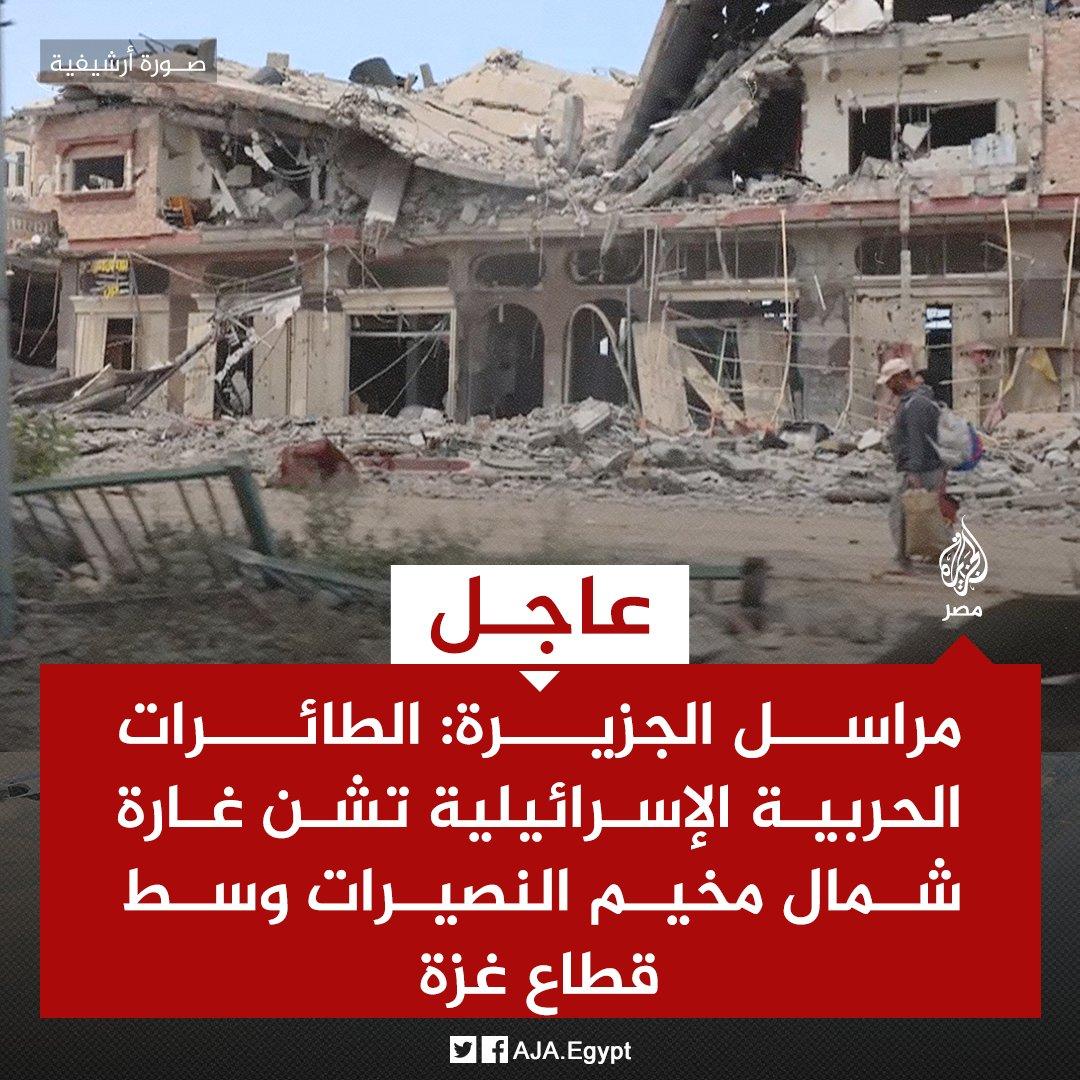 صورة أرشيفية
الجزيرة
مصر
عاجل
مراسل الجزيرة: الطائرات
الحربية الإسرائيلية تشن غارة
شمال مخيم النصيرات وسط
قطاع غزة
AJA.Egypt